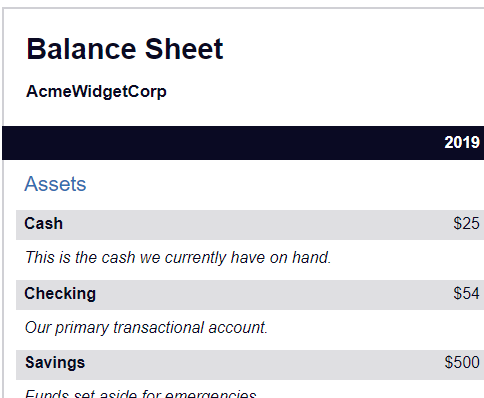 Balance Sheet
AcmeWidgetCorp
2019
Assets
Cash $25
This is the cash we currently have on hand.
Checking $54
Our primary transactional account.
Savings $500
Funds set aside for emergencies